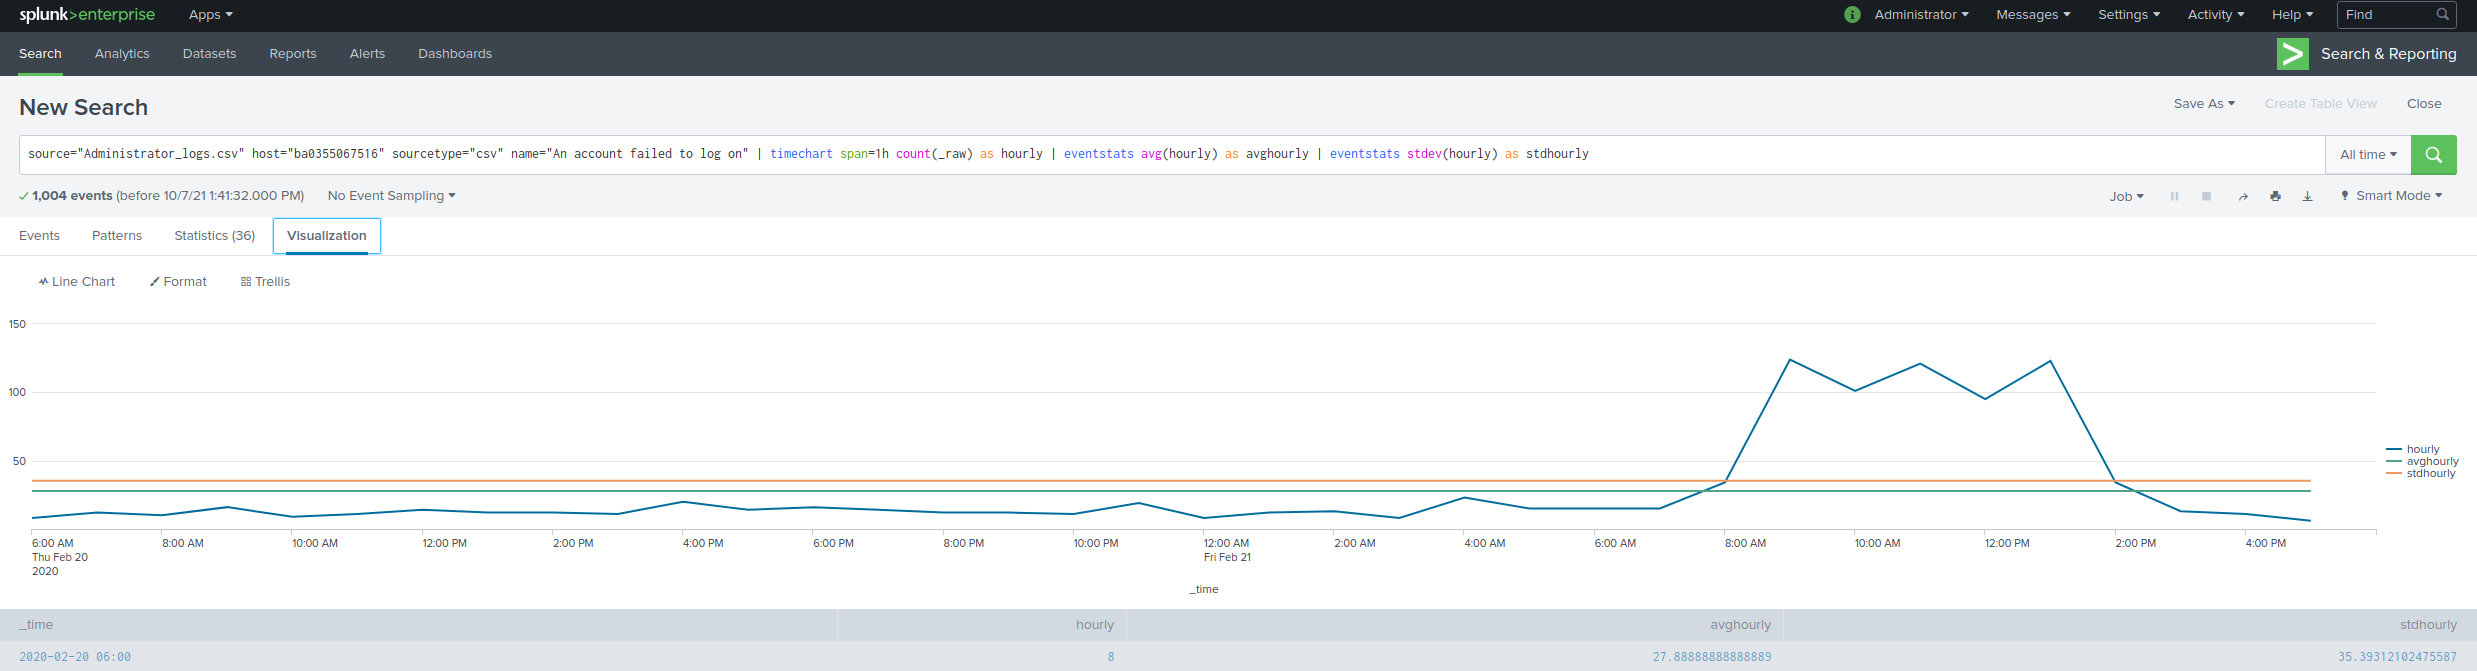 splunk>enterprise Apps Administrator Messages Settings Activity Help Find
Search Analytics Datasets Reports Alerts Dashboards Search & Reporting
New Search Save As Create Table View Close
source="Administrator_logs.csv" host="ba0355067516" sourcetype="csv" name="An account failed to log on" | timechart span=1h count(_raw) as hourly | eventstats avg(hourly) as avghourly | eventstats stdev(hourly) as stdhourly All time
1,004 events (before 10/7/21 1:41:32.000 PM) No Event Sampling Job Smart Mode
Events Patterns Statistics (36) Visualization
Line Chart Format Trellis
150
100
50
hourly
avghourly
stdhourly
6:00 AM 8:00 AM 10:00 AM 12:00 PM 2:00 PM 4:00 PM 6:00 PM 8:00 PM 10:00 PM 12:00 AM 2:00 AM 4:00 AM 6:00 AM 8:00 AM 10:00 AM 12:00 PM 2:00 PM 4:00 PM
Thu Feb 20 Fri Feb 21
2020
_time
_time hourly avghourly stdhourly
2020-02-20 06:00 8 27.88888888888889 35.39312102475587